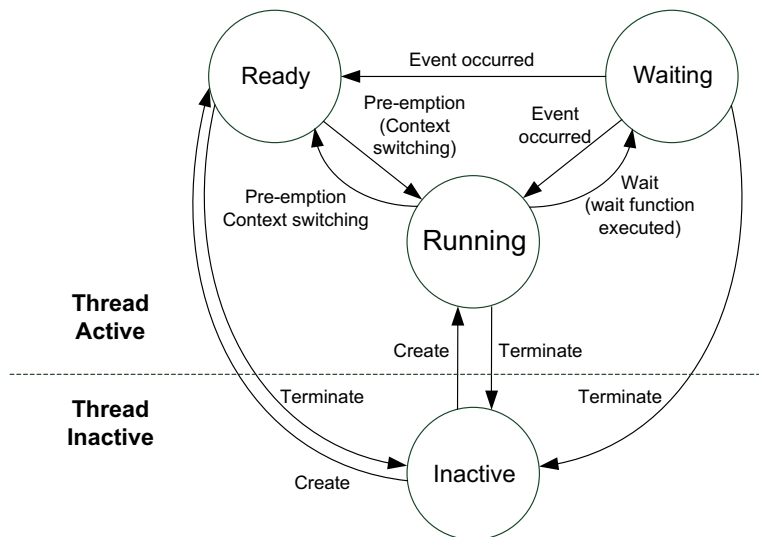 Ready
Event occurred
Waiting
Pre-emption
(Context
switching)
Event
occurred
Pre-emption
Context switching
Wait
(wait function
executed)
Running
Thread
Active
Create
Terminate
Thread
Inactive
Terminate
Terminate
Inactive
Create